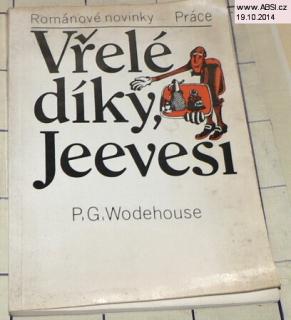 www.ABSI.cz
19.10.2014
Románové novinky Práce
Vřelé
díky,
Jeevesi
P. G. Wodehouse